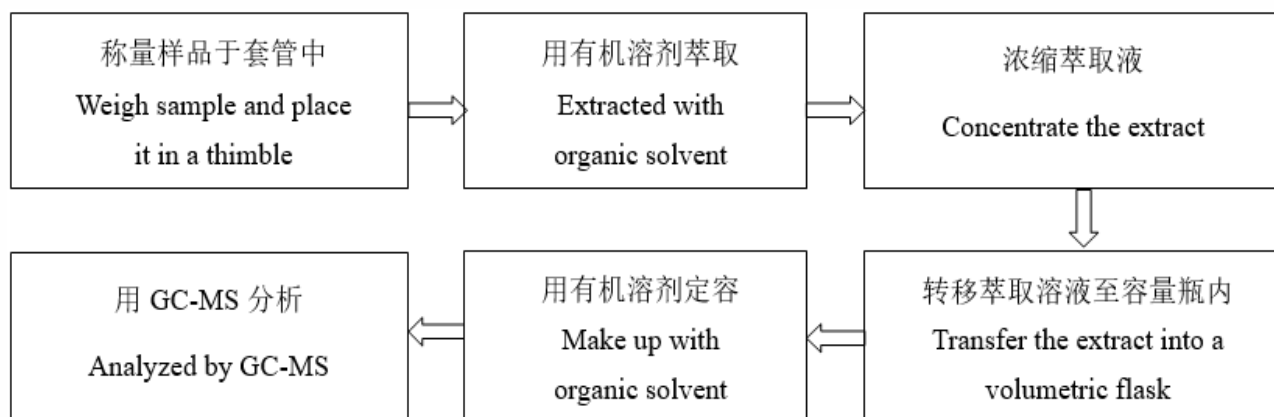 称量样品于套管中
Weigh sample and place
it in a thimble
用有机溶剂萃取
Extracted with
organic solvent
浓缩萃取液
Concentrate the extract
转移萃取溶液至容量瓶内
Transfer the extract into a
volumetric flask
用有机溶剂定容
Make up with
organic solvent
用 GC-MS 分析
Analyzed by GC-MS